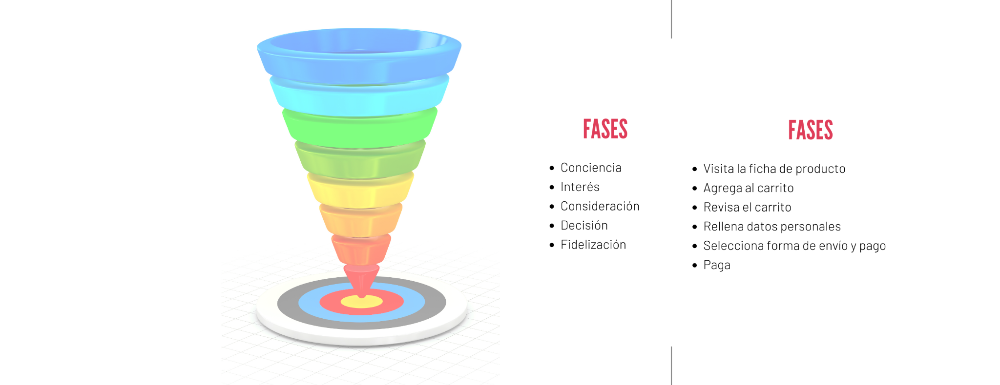 FASES
• Conciencia
• Interés
• Consideración
• Decisión
• Fidelización
FASES
• Visita la ficha de producto
• Agrega al carrito
• Revisa el carrito
• Rellena datos personales
• Selecciona forma de envío y pago
• Paga